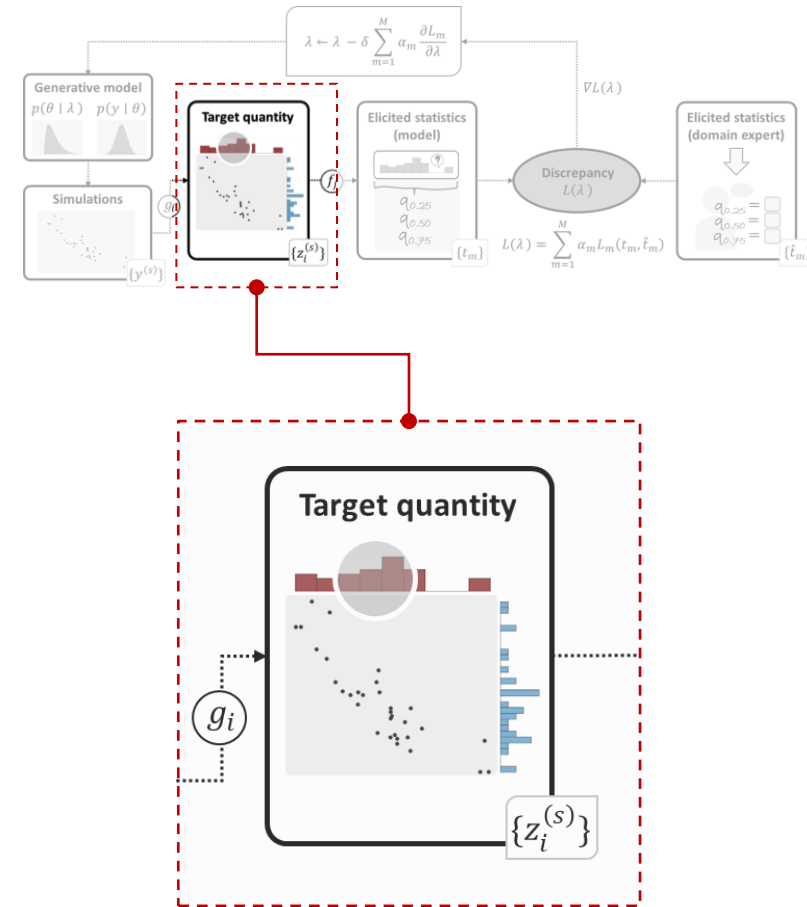 λ ← λ − δ ∑_{m=1}^{M} α_m ∂L_m/∂λ
∇L(λ)
Generative model
p(θ | λ) p(y | θ)
Simulations
{y^(s)}
g_i
Target quantity
{z_i^(s)}
f_j
Elicited statistics
(model)
?
q_0.25
q_0.50
q_0.75
{t_m}
Discrepancy
L(λ)
L(λ) = ∑_{m=1}^{M} α_m L_m(t_m, t̂_m)
Elicited statistics
(domain expert)
q_0.25 =
q_0.50 =
q_0.75 =
{t̂_m}
Target quantity
g_i
{z_i^(s)}